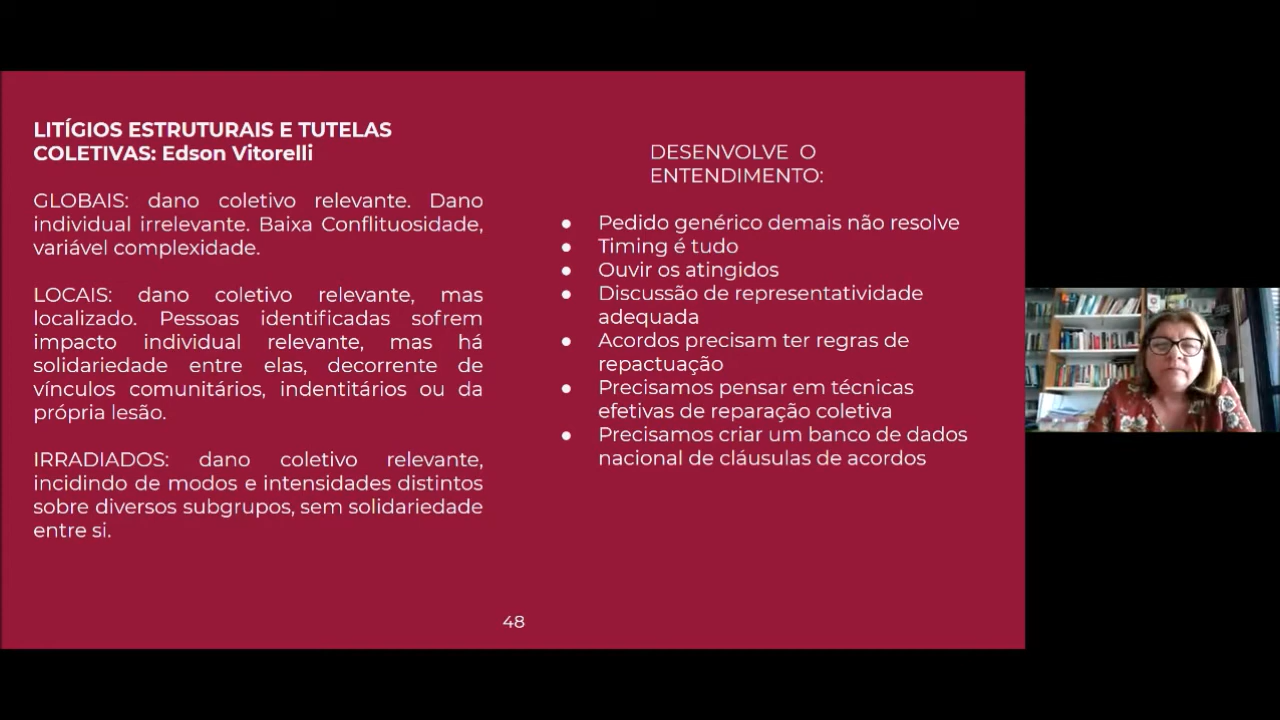 LITÍGIOS ESTRUTURAIS E TUTELAS
COLETIVAS: Edson Vitorelli
GLOBAIS: dano coletivo relevante. Dano
individual irrelevante. Baixa Conflituosidade,
variável complexidade.
LOCAIS: dano coletivo relevante, mas
localizado. Pessoas identificadas sofrem
impacto individual relevante, mas há
solidariedade entre elas, decorrente de
vínculos comunitários, indentitários ou da
própria lesão.
IRRADIADOS: dano coletivo relevante,
incidindo de modos e intensidades distintos
sobre diversos subgrupos, sem solidariedade
entre si.
DESENVOLVE O
ENTENDIMENTO:
● Pedido genérico demais não resolve
● Timing é tudo
● Ouvir os atingidos
● Discussão de representatividade
adequada
● Acordos precisam ter regras de
repactuação
● Precisamos pensar em técnicas
efetivas de reparação coletiva
● Precisamos criar um banco de dados
nacional de cláusulas de acordos
48